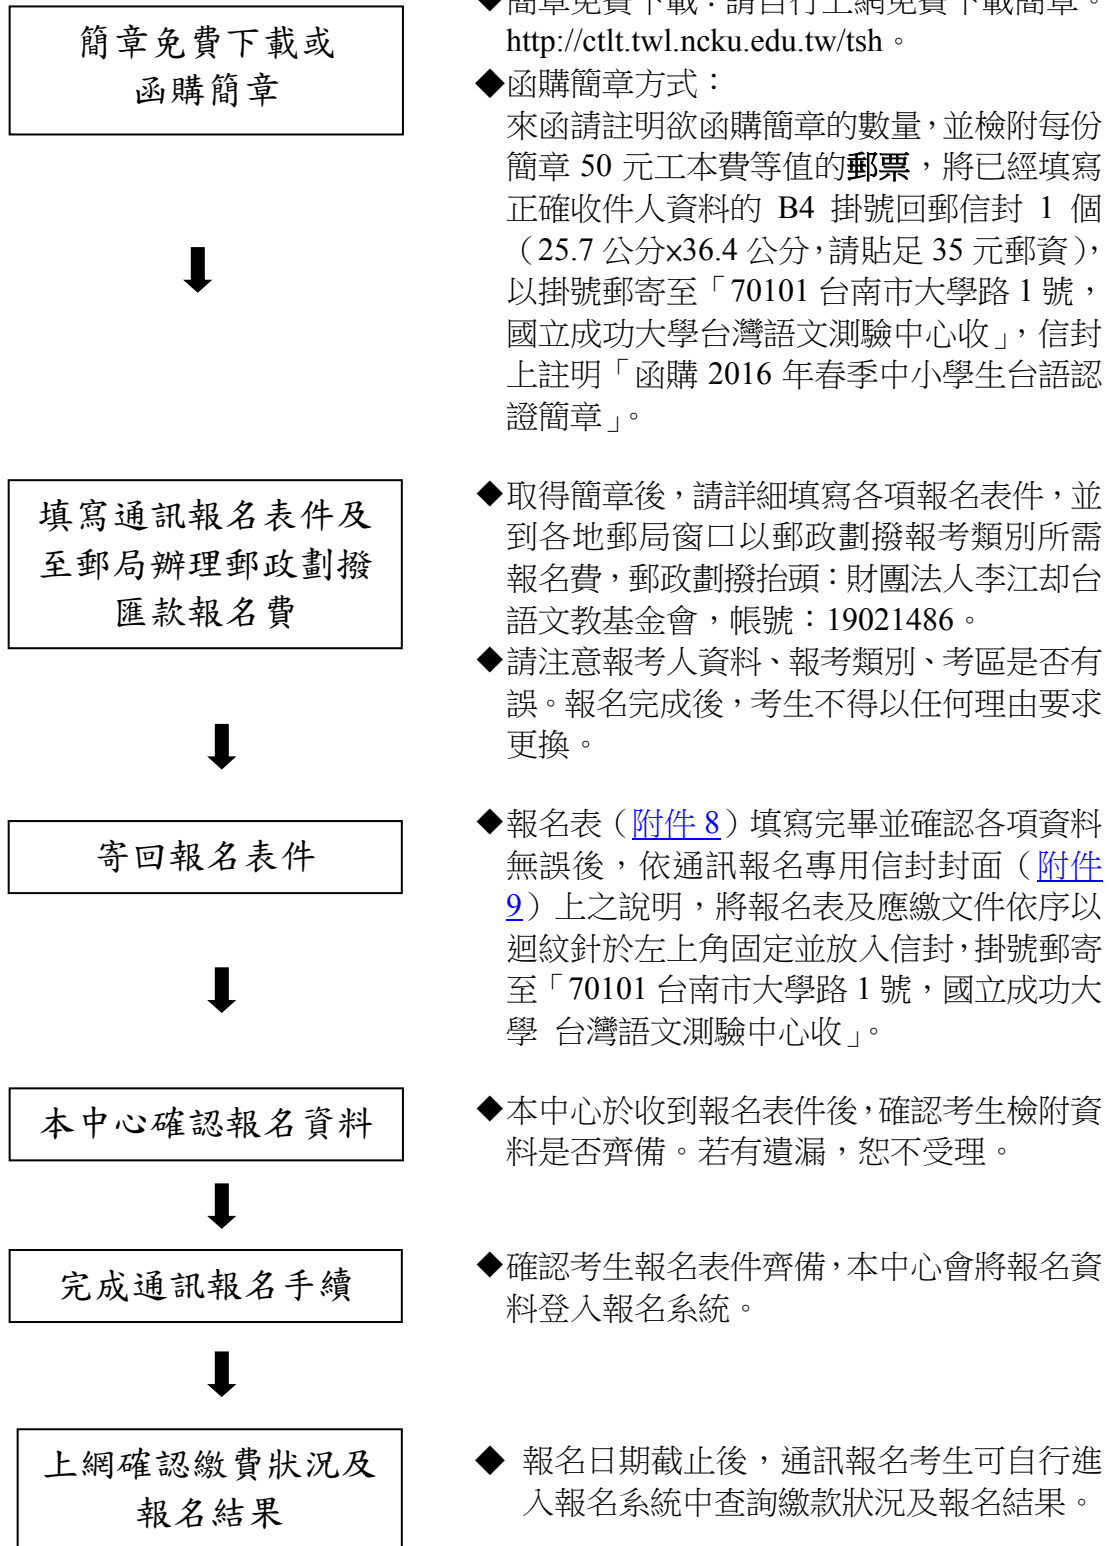 簡章免費下載或
函購簡章
◆簡章免費下載：請自行上網免費下載簡章。
http://ctlt.twl.ncku.edu.tw/tsh。
◆函購簡章方式：
來函請註明欲函購簡章的數量，並檢附每份
簡章 50 元工本費等值的郵票，將已經填寫
正確收件人資料的 B4 掛號回郵信封 1 個
（25.7 公分×36.4 公分，請貼足 35 元郵資），
以掛號郵寄至「70101 台南市大學路 1 號，
國立成功大學台灣語文測驗中心收」，信封
上註明「函購 2016 年春季中小學生台語認
證簡章」。
填寫通訊報名表件及
至郵局辦理郵政劃撥
匯款報名費
◆取得簡章後，請詳細填寫各項報名表件，並
到各地郵局窗口以郵政劃撥報考類別所需
報名費，郵政劃撥抬頭：財團法人李江却台
語文教基金會，帳號：19021486。
◆請注意報考人資料、報考類別、考區是否有
誤。報名完成後，考生不得以任何理由要求
更換。
寄回報名表件
◆報名表（附件 8）填寫完畢並確認各項資料
無誤後，依通訊報名專用信封封面（附件
9）上之說明，將報名表及應繳文件依序以
迴紋針於左上角固定並放入信封，掛號郵寄
至「70101 台南市大學路 1 號，國立成功大
學 台灣語文測驗中心收」。
本中心確認報名資料
◆本中心於收到報名表件後，確認考生檢附資
料是否齊備。若有遺漏，恕不受理。
完成通訊報名手續
◆確認考生報名表件齊備，本中心會將報名資
料登入報名系統。
上網確認繳費狀況及
報名結果
◆ 報名日期截止後，通訊報名考生可自行進
入報名系統中查詢繳款狀況及報名結果。